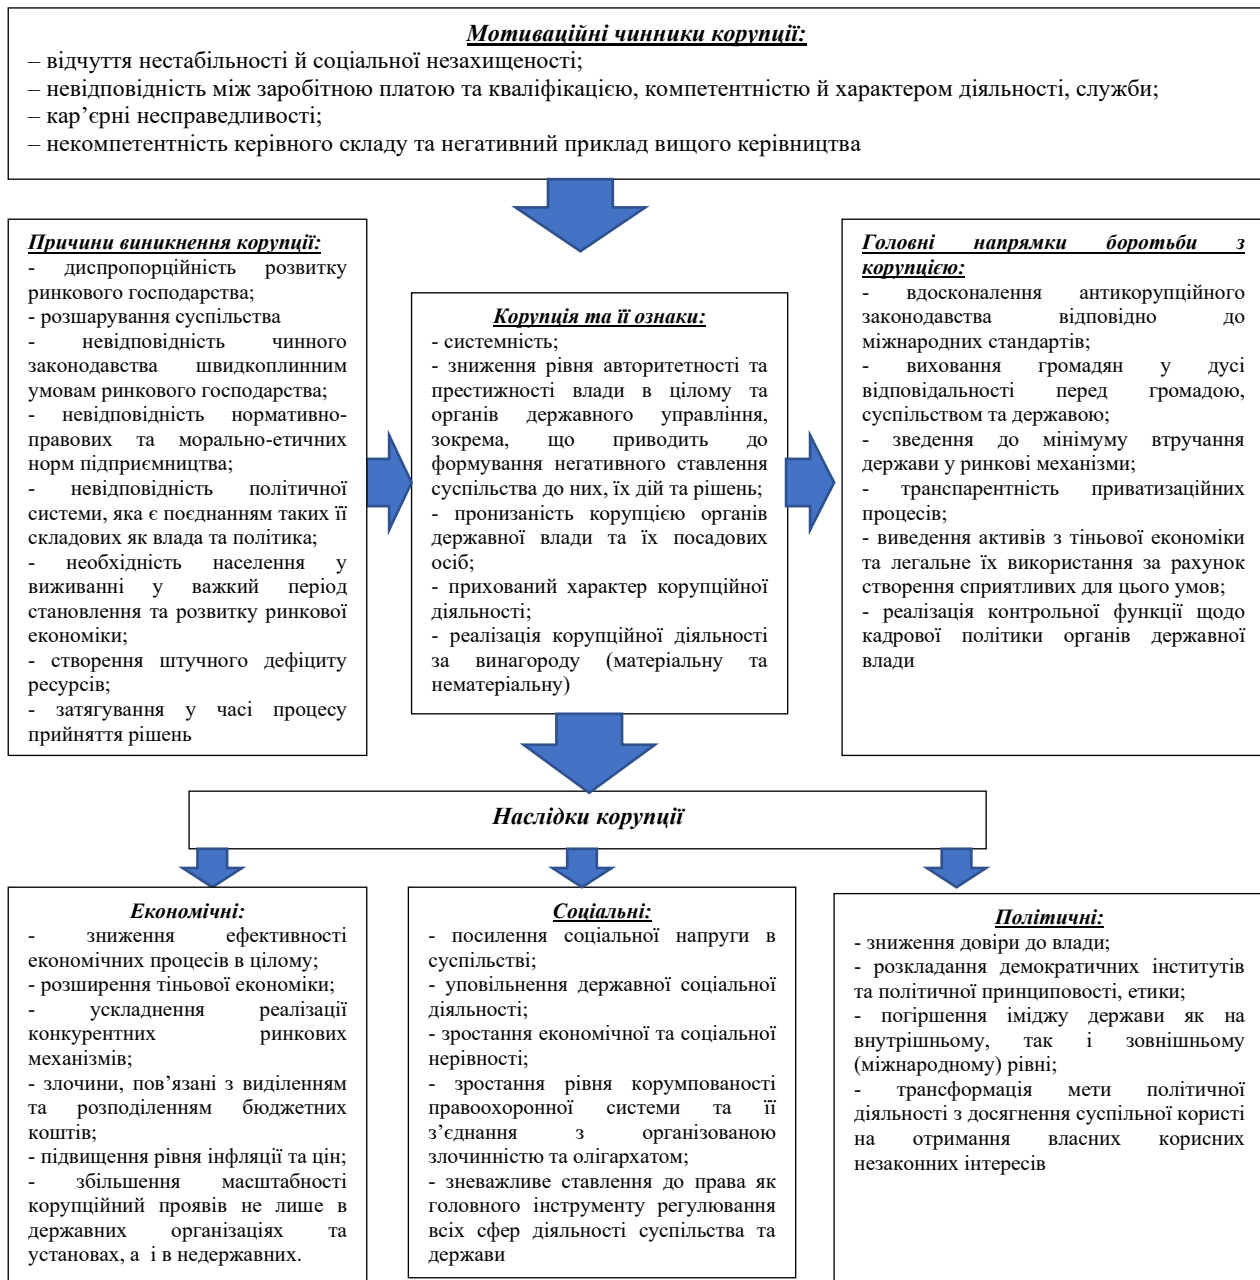 Мотиваційні чинники корупції:
– відчуття нестабільності й соціальної незахищеності;
– невідповідність між заробітною платою та кваліфікацією, компетентністю й характером діяльності, служби;
– кар’єрні несправедливості;
– некомпетентність керівного складу та негативний приклад вищого керівництва
Причини виникнення корупції:
- диспропорційність розвитку
ринкового господарства;
- розшарування суспільства
- невідповідність чинного
законодавства швидкоплинним
умовам ринкового господарства;
- невідповідність нормативно-
правових та морально-етичних
норм підприємництва;
- невідповідність політичної
системи, яка є поєднанням таких її
складових як влада та політика;
- необхідність населення у
виживанні у важкий період
становлення та розвитку ринкової
економіки;
- створення штучного дефіциту
ресурсів;
- затягування у часі процесу
прийняття рішень
Корупція та її ознаки:
- системність;
- зниження рівня авторитетності та
престижності влади в цілому та
органів державного управління,
зокрема, що приводить до
формування негативного ставлення
суспільства до них, їх дій та рішень;
- пронизаність корупцією органів
державної влади та їх посадових
осіб;
- прихований характер корупційної
діяльності;
- реалізація корупційної діяльності
за винагороду (матеріальну та
нематеріальну)
Головні напрямки боротьби з
корупцією:
- вдосконалення антикорупційного
законодавства відповідно до
міжнародних стандартів;
- виховання громадян у дусі
відповідальності перед громадою,
суспільством та державою;
- зведення до мінімуму втручання
держави у ринкові механізми;
- транспарентність приватизаційних
процесів;
- виведення активів з тіньової економіки
та легальне їх використання за рахунок
створення сприятливих для цього умов;
- реалізація контрольної функції щодо
кадрової політики органів державної
влади
Наслідки корупції
Економічні:
- зниження ефективності
економічних процесів в цілому;
- розширення тіньової економіки;
- ускладнення реалізації
конкурентних ринкових
механізмів;
- злочини, пов’язані з виділенням
та розподіленням бюджетних
коштів;
- підвищення рівня інфляції та цін;
- збільшення масштабності
корупційний проявів не лише в
державних організаціях та
установах, а і в недержавних.
Соціальні:
- посилення соціальної напруги в
суспільстві;
- уповільнення державної соціальної
діяльності;
- зростання економічної та соціальної
нерівності;
- зростання рівня корумпованості
правоохоронної системи та її
з’єднання з організованою
злочинністю та олігархатом;
- зневажливе ставлення до права як
головного інструменту регулювання
всіх сфер діяльності суспільства та
держави
Політичні:
- зниження довіри до влади;
- розкладання демократичних інститутів
та політичної принциповості, етики;
- погіршення іміджу держави як на
внутрішньому, так і зовнішньому
(міжнародному) рівні;
- трансформація мети політичної
діяльності з досягнення суспільної користі
на отримання власних корисних
незаконних інтересів